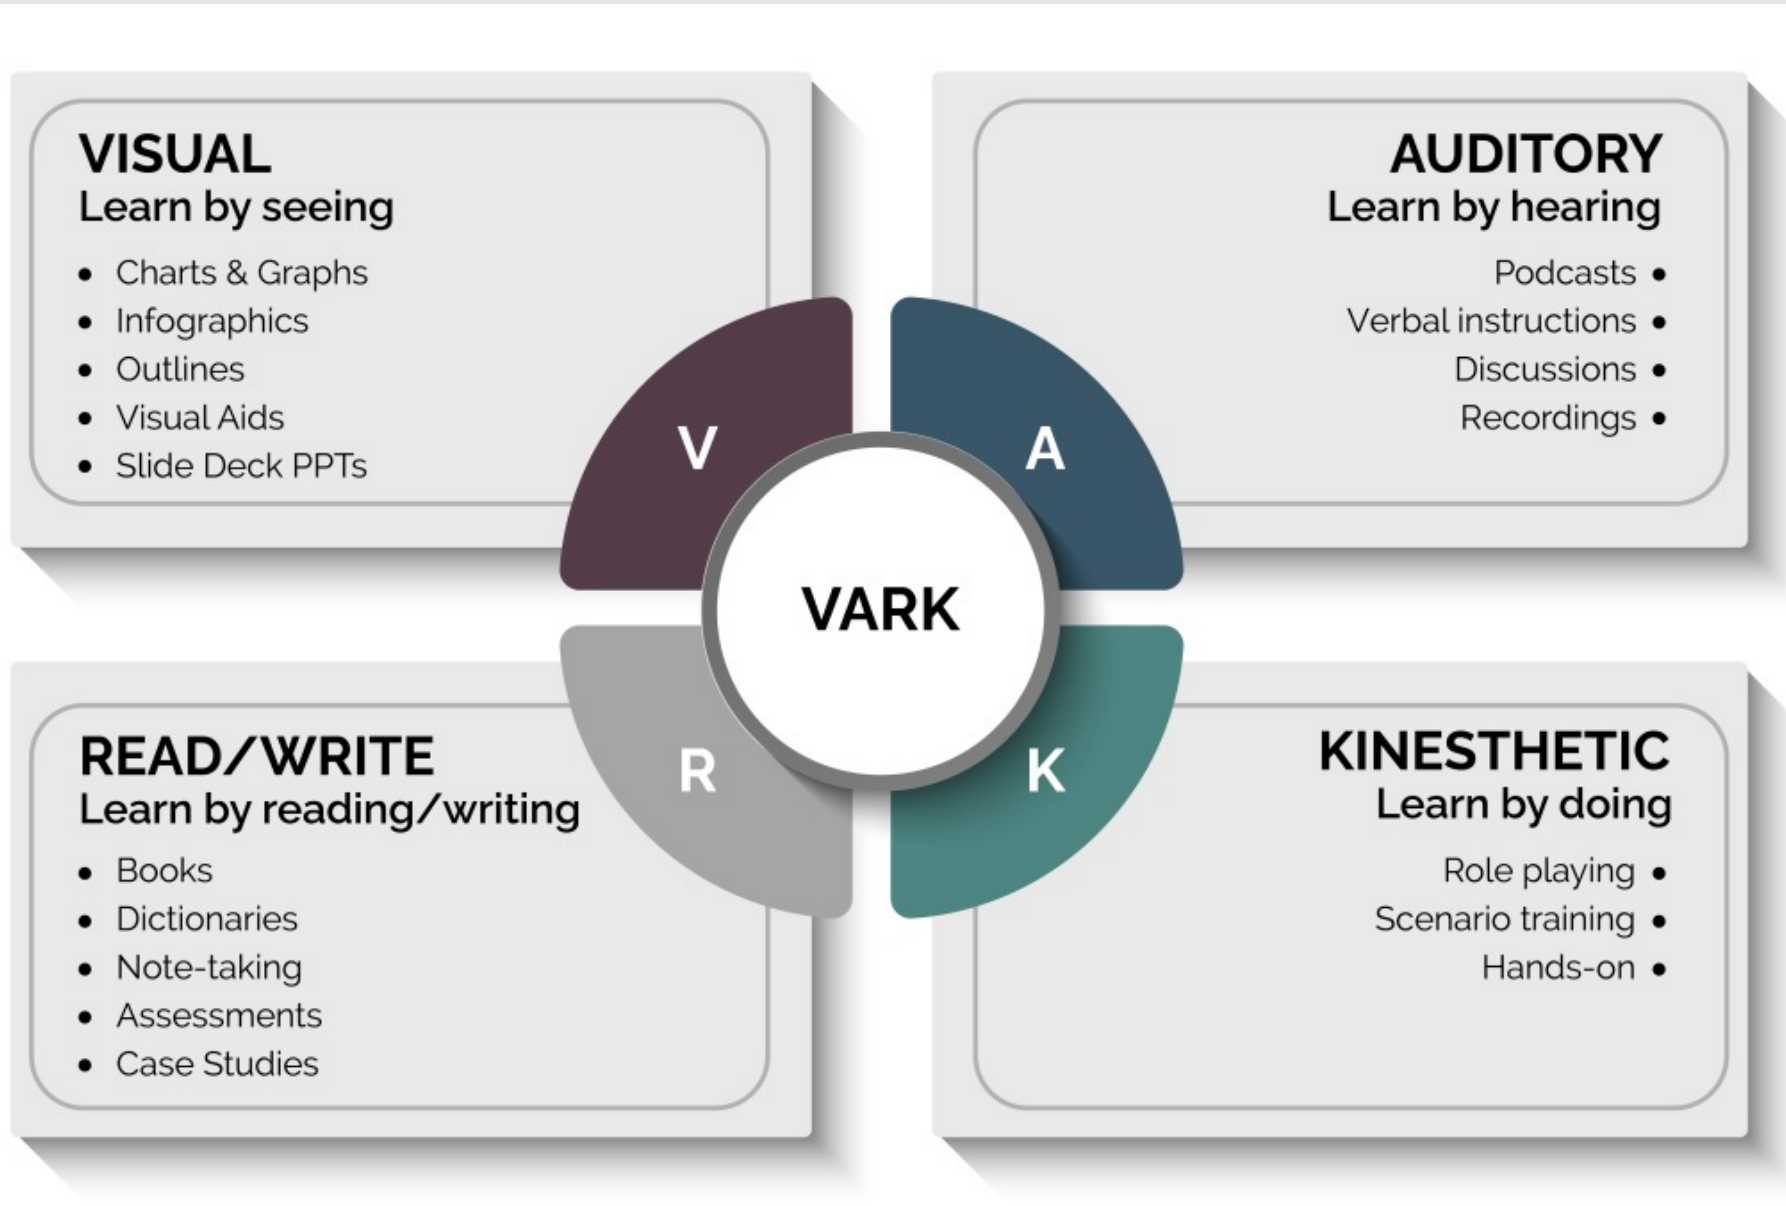 VISUAL
Learn by seeing
• Charts & Graphs
• Infographics
• Outlines
• Visual Aids
• Slide Deck PPTs
AUDITORY
Learn by hearing
Podcasts •
Verbal instructions •
Discussions •
Recordings •
V
A
VARK
R
K
READ/WRITE
Learn by reading/writing
• Books
• Dictionaries
• Note-taking
• Assessments
• Case Studies
KINESTHETIC
Learn by doing
Role playing •
Scenario training •
Hands-on •